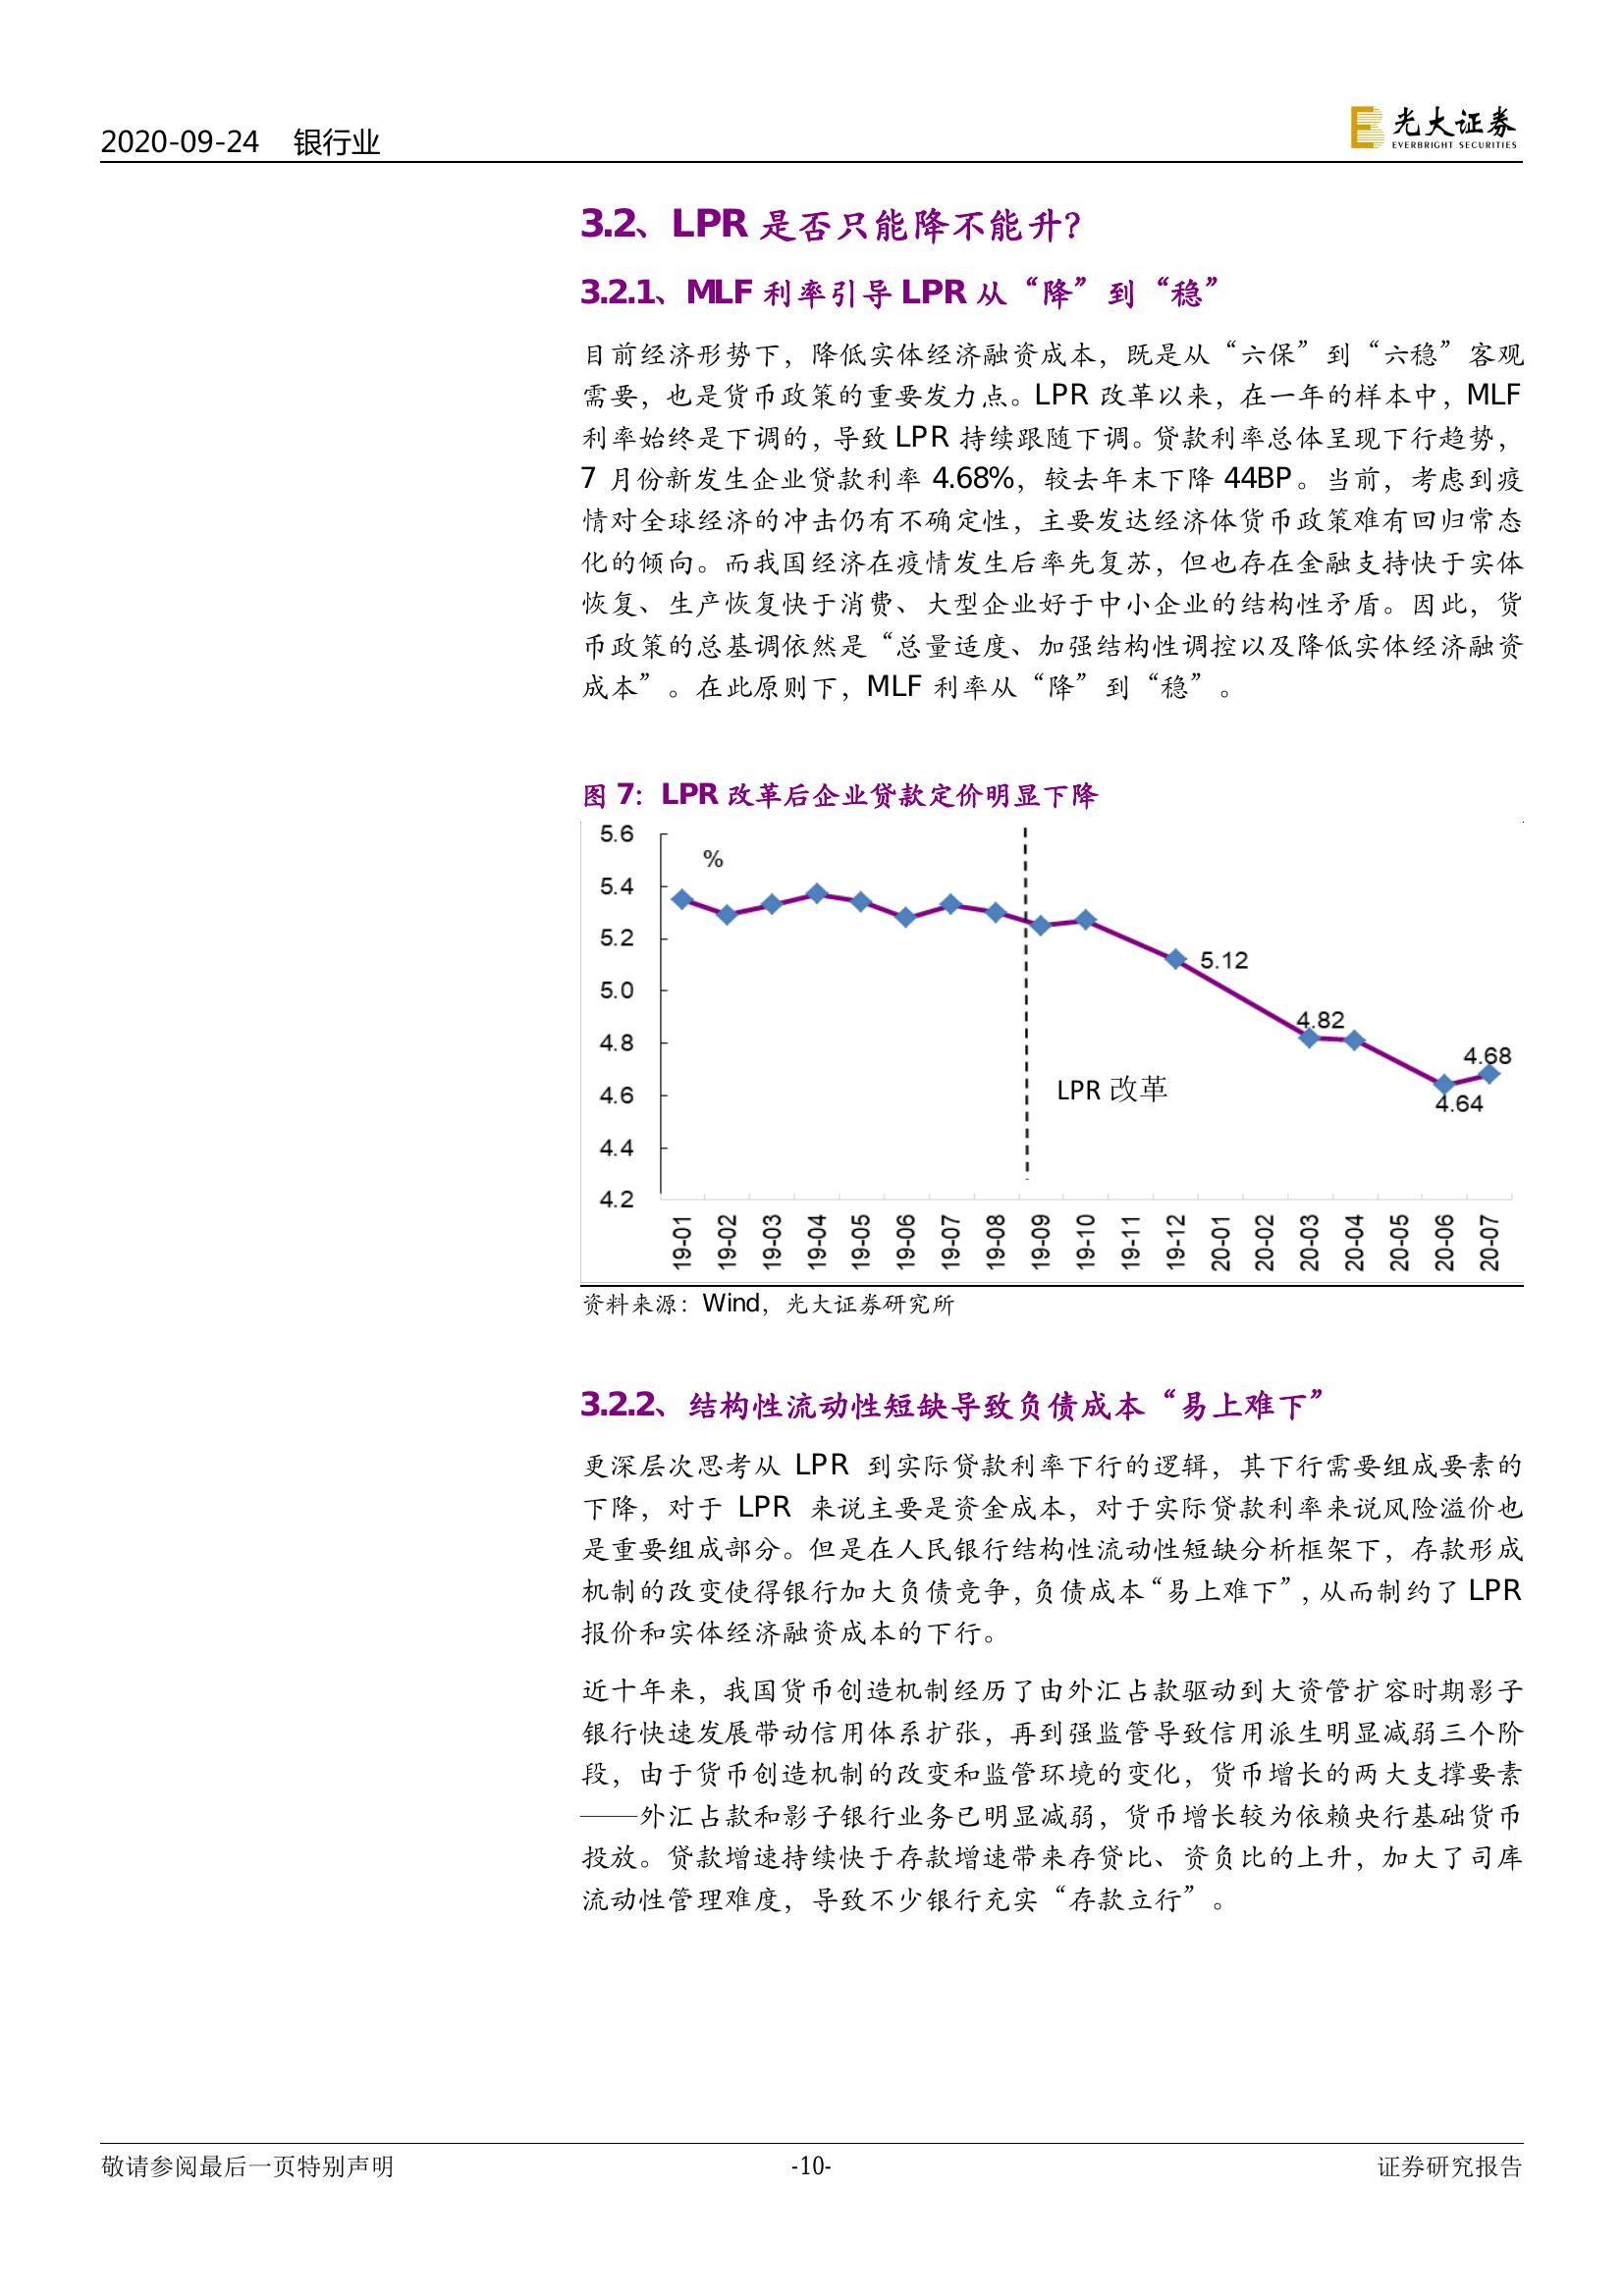 2020-09-24 银行业
光大证券
EVERBRIGHT SECURITIES
3.2、LPR 是否只能降不能升？
3.2.1、MLF 利率引导 LPR 从“降”到“稳”
目前经济形势下，降低实体经济融资成本，既是从“六保”到“六稳”客观
需要，也是货币政策的重要发力点。LPR 改革以来，在一年的样本中，MLF
利率始终是下调的，导致 LPR 持续跟随下调。贷款利率总体呈现下行趋势，
7 月份新发生企业贷款利率 4.68%，较去年末下降 44BP。当前，考虑到疫
情对全球经济的冲击仍有不确定性，主要发达经济体货币政策难有回归常态
化的倾向。而我国经济在疫情发生后率先复苏，但也存在金融支持快于实体
恢复、生产恢复快于消费、大型企业好于中小企业的结构性矛盾。因此，货
币政策的总基调依然是“总量适度、加强结构性调控以及降低实体经济融资
成本”。在此原则下，MLF 利率从“降”到“稳”。
图 7：LPR 改革后企业贷款定价明显下降
5.6
%
5.4
5.2
5.0
4.8
4.6
4.4
4.2
5.12
4.82
4.68
4.64
LPR 改革
19-01
19-02
19-03
19-04
19-05
19-06
19-07
19-08
19-09
19-10
19-11
19-12
20-01
20-02
20-03
20-04
20-05
20-06
20-07
资料来源：Wind，光大证券研究所
3.2.2、结构性流动性短缺导致负债成本“易上难下”
更深层次思考从 LPR 到实际贷款利率下行的逻辑，其下行需要组成要素的
下降，对于 LPR 来说主要是资金成本，对于实际贷款利率来说风险溢价也
是重要组成部分。但是在人民银行结构性流动性短缺分析框架下，存款形成
机制的改变使得银行加大负债竞争，负债成本“易上难下”，从而制约了 LPR
报价和实体经济融资成本的下行。
近十年来，我国货币创造机制经历了由外汇占款驱动到大资管扩容时期影子
银行快速发展带动信用体系扩张，再到强监管导致信用派生明显减弱三个阶
段，由于货币创造机制的改变和监管环境的变化，货币增长的两大支撑要素
——外汇占款和影子银行业务已明显减弱，货币增长较为依赖央行基础货币
投放。贷款增速持续快于存款增速带来存贷比、资负比的上升，加大了司库
流动性管理难度，导致不少银行充实“存款立行”。
敬请参阅最后一页特别声明
-10-
证券研究报告